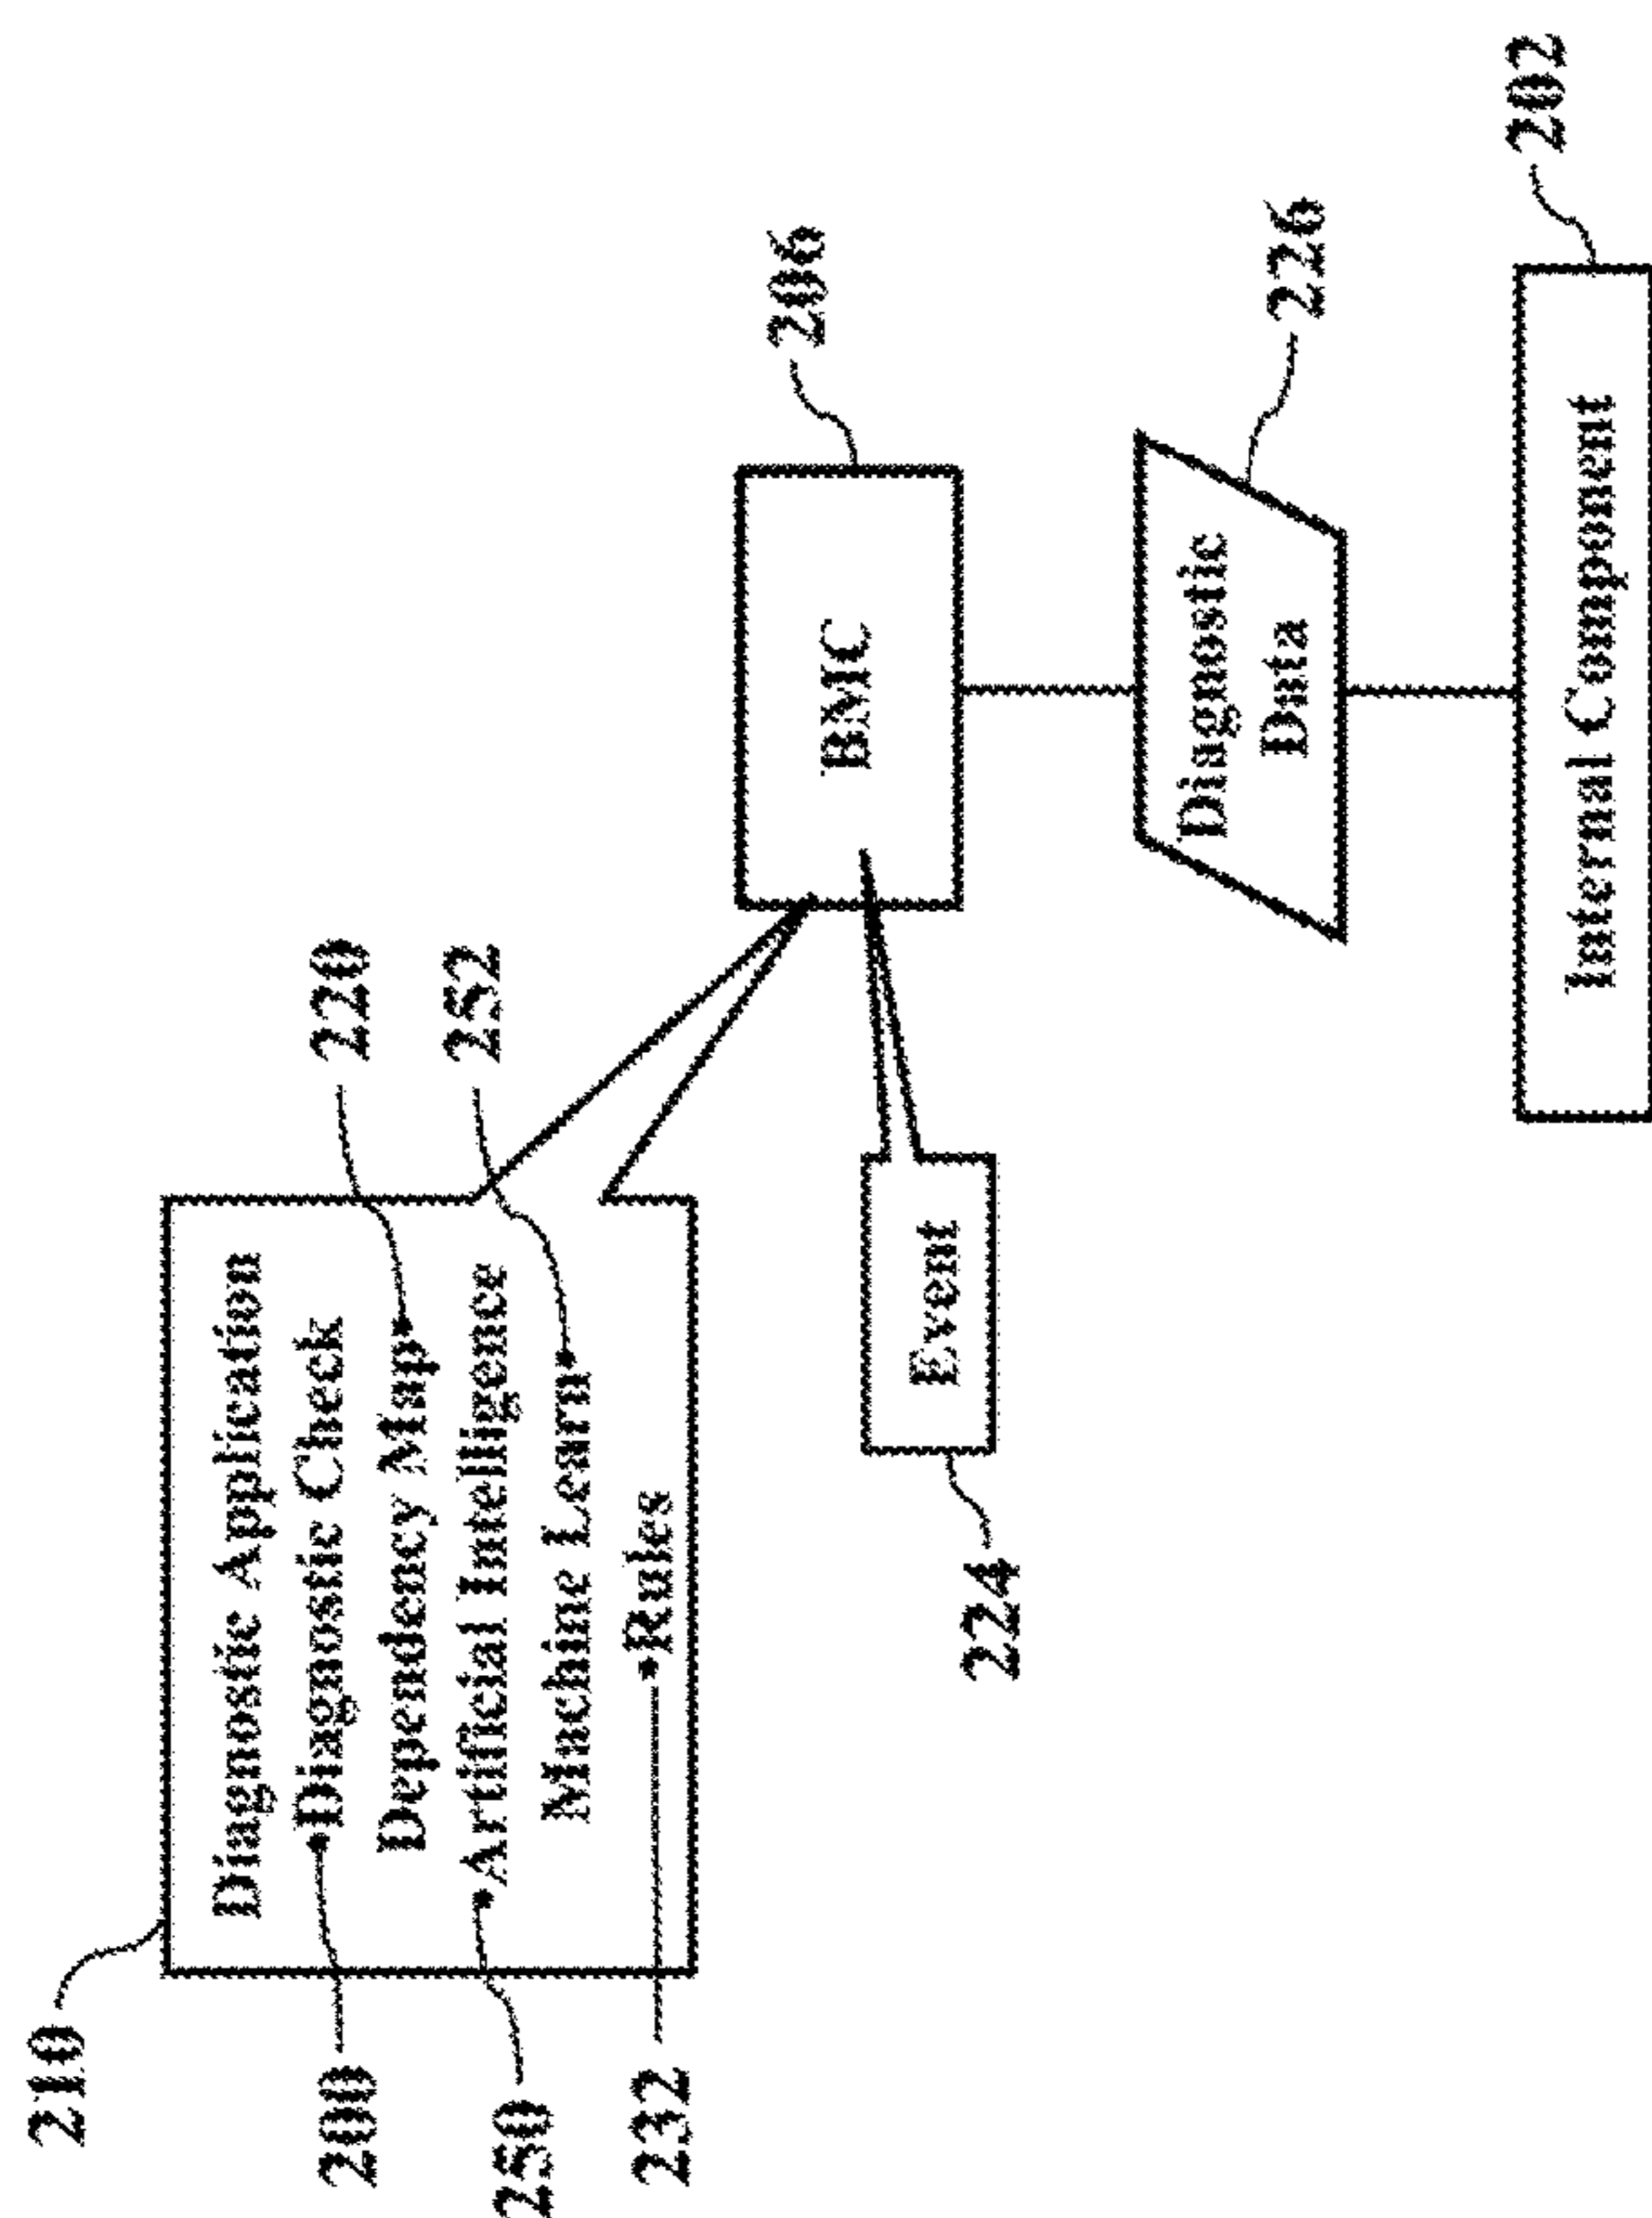 210
Diagnostic Application
200
Diagnostic Check
220
Dependency Map
250
Artificial Intelligence
252
Machine Learn
232
Rules
206
BMC
Event
224
226
Diagnostic
Data
202
Internal Component